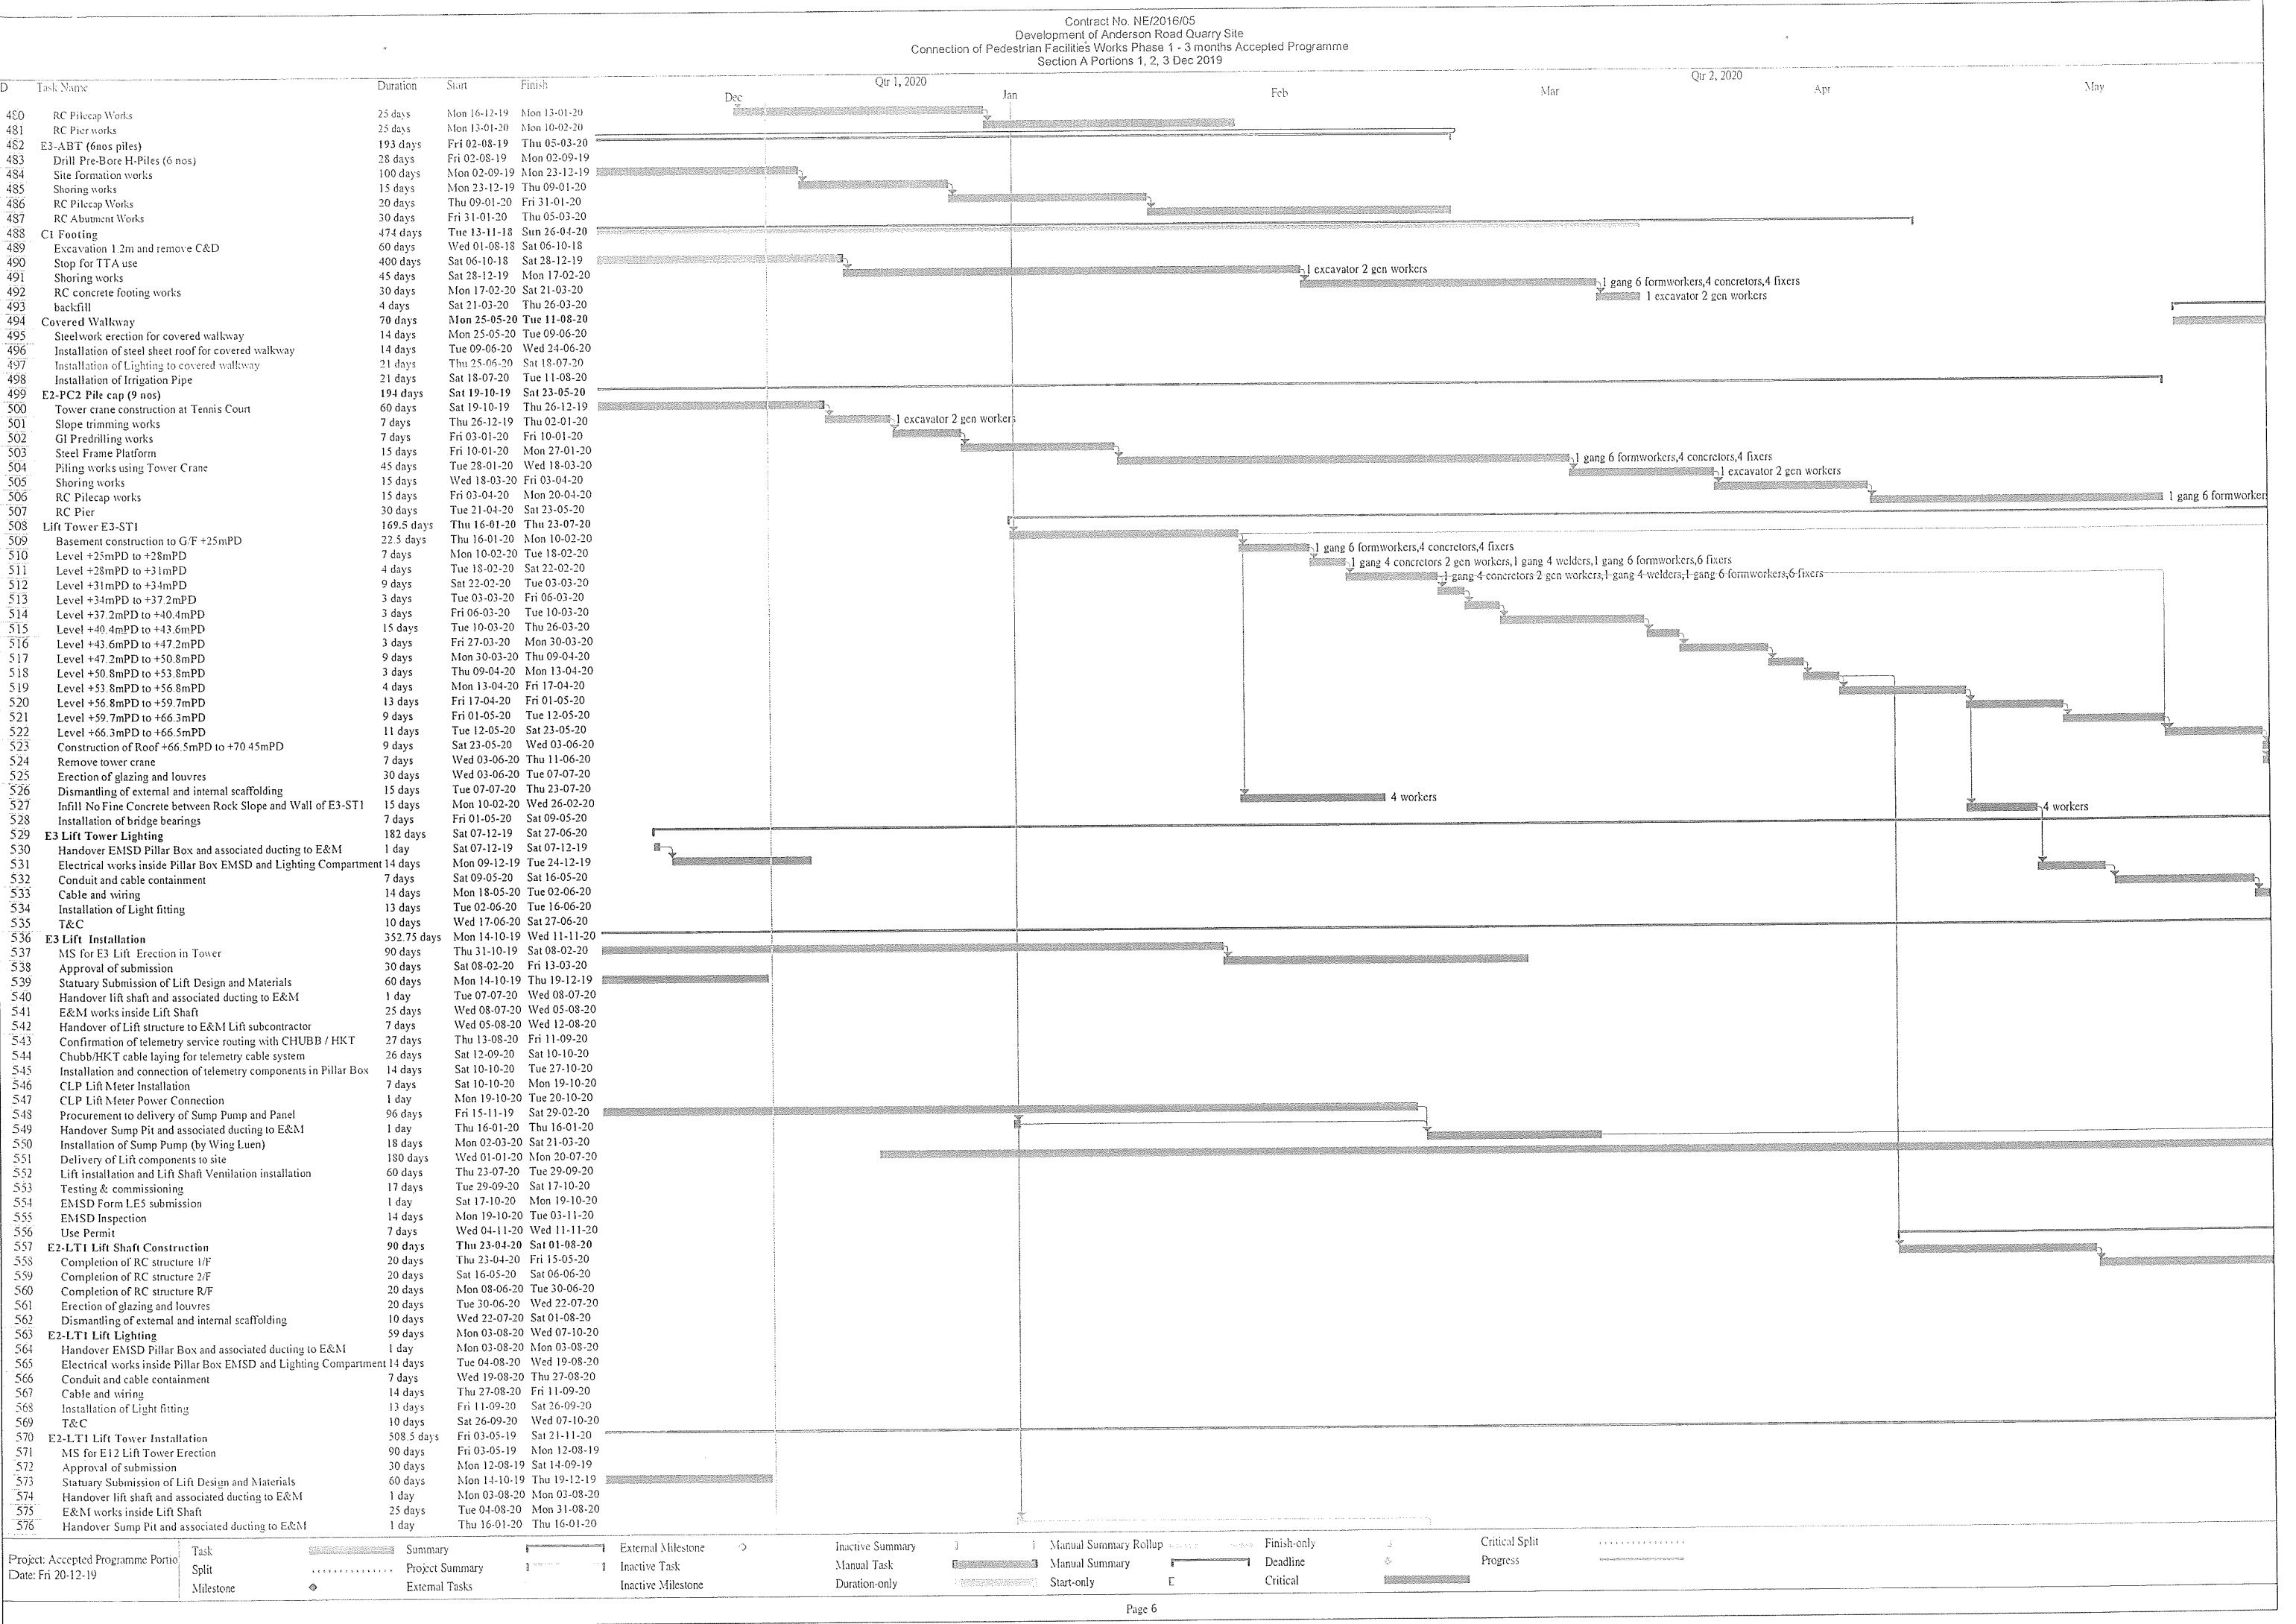 Contract No. NE/2016/05
Development of Anderson Road Quarry Site
Connection of Pedestrian Facilities Works Phase 1 - 3 months Accepted Programme
Section A Portions 1, 2, 3 Dec 2019
D Task Name Duration Start Finish Qtr 1, 2020 Qtr 2, 2020
Dec Jan Feb Mar Apr May
480 RC Pilecap Works 25 days Mon 16-12-19 Mon 13-01-20
481 RC Pier works 25 days Mon 13-01-20 Mon 10-02-20
482 E3-ABT (6nos piles) 193 days Fri 02-08-19 Thu 05-03-20
483 Drill Pre-Bore H-Piles (6 nos) 28 days Fri 02-08-19 Mon 02-09-19
484 Site formation works 100 days Mon 02-09-19 Mon 23-12-19
485 Shoring works 15 days Mon 23-12-19 Thu 09-01-20
486 RC Pilecap Works 20 days Thu 09-01-20 Fri 31-01-20
487 RC Abutment Works 30 days Fri 31-01-20 Thu 05-03-20
488 C1 Footing 474 days Tue 13-11-18 Sun 26-04-20
489 Excavation 1.2m and remove C&D 60 days Wed 01-08-18 Sat 06-10-18
490 Stop for TTA use 400 days Sat 06-10-18 Sat 28-12-19
491 Shoring works 45 days Sat 28-12-19 Mon 17-02-20 1 excavator 2 gen workers
492 RC concrete footing works 30 days Mon 17-02-20 Sat 21-03-20 1 gang 6 formworkers,4 concretors,4 fixers
493 backfill 4 days Sat 21-03-20 Thu 26-03-20 1 excavator 2 gen workers
494 Covered Walkway 70 days Mon 25-05-20 Tue 11-08-20
495 Steelwork erection for covered walkway 14 days Mon 25-05-20 Tue 09-06-20
496 Installation of steel sheet roof for covered walkway 14 days Tue 09-06-20 Wed 24-06-20
497 Installation of Lighting to covered walkway 21 days Thu 25-06-20 Sat 18-07-20
498 Installation of Irrigation Pipe 21 days Sat 18-07-20 Tue 11-08-20
499 E2-PC2 Pile cap (9 nos) 194 days Sat 19-10-19 Sat 23-05-20
500 Tower crane construction at Tennis Court 60 days Sat 19-10-19 Thu 26-12-19
501 Slope trimming works 7 days Thu 26-12-19 Thu 02-01-20 1 excavator 2 gen workers
502 GI Predrilling works 7 days Fri 03-01-20 Fri 10-01-20
503 Steel Frame Platform 15 days Fri 10-01-20 Mon 27-01-20
504 Piling works using Tower Crane 45 days Tue 28-01-20 Wed 18-03-20 1 gang 6 formworkers,4 concretors,4 fixers
505 Shoring works 15 days Wed 18-03-20 Fri 03-04-20 1 excavator 2 gen workers
506 RC Pilecap works 15 days Fri 03-04-20 Mon 20-04-20
507 RC Pier 30 days Tue 21-04-20 Sat 23-05-20 1 gang 6 formworker
508 Lift Tower E3-ST1 169.5 days Thu 16-01-20 Thu 23-07-20
509 Basement construction to G/F +25mPD 22.5 days Thu 16-01-20 Mon 10-02-20
510 Level +25mPD to +28mPD 7 days Mon 10-02-20 Tue 18-02-20 1 gang 6 formworkers,4 concretors,4 fixers
511 Level +28mPD to +31mPD 4 days Tue 18-02-20 Sat 22-02-20 1 gang 4 concretors 2 gen workers,1 gang 4 welders,1 gang 6 formworkers,6 fixers
512 Level +31mPD to +34mPD 9 days Sat 22-02-20 Tue 03-03-20 1 gang 4 concretors 2 gen workers,1 gang 4 welders,1 gang 6 formworkers,6 fixers
513 Level +34mPD to +37.2mPD 3 days Tue 03-03-20 Fri 06-03-20
514 Level +37.2mPD to +40.4mPD 3 days Fri 06-03-20 Tue 10-03-20
515 Level +40.4mPD to +43.6mPD 15 days Tue 10-03-20 Thu 26-03-20
516 Level +43.6mPD to +47.2mPD 3 days Fri 27-03-20 Mon 30-03-20
517 Level +47.2mPD to +50.8mPD 9 days Mon 30-03-20 Thu 09-04-20
518 Level +50.8mPD to +53.8mPD 3 days Thu 09-04-20 Mon 13-04-20
519 Level +53.8mPD to +56.8mPD 4 days Mon 13-04-20 Fri 17-04-20
520 Level +56.8mPD to +59.7mPD 13 days Fri 17-04-20 Fri 01-05-20
521 Level +59.7mPD to +66.3mPD 9 days Fri 01-05-20 Tue 12-05-20
522 Level +66.3mPD to +66.5mPD 11 days Tue 12-05-20 Sat 23-05-20
523 Construction of Roof +66.5mPD to +70.45mPD 9 days Sat 23-05-20 Wed 03-06-20
524 Remove tower crane 7 days Wed 03-06-20 Thu 11-06-20
525 Erection of glazing and louvres 30 days Wed 03-06-20 Tue 07-07-20
526 Dismantling of external and internal scaffolding 15 days Tue 07-07-20 Thu 23-07-20
527 Infill No Fine Concrete between Rock Slope and Wall of E3-ST1 15 days Mon 10-02-20 Wed 26-02-20 4 workers
528 Installation of bridge bearings 7 days Fri 01-05-20 Sat 09-05-20 4 workers
529 E3 Lift Tower Lighting 182 days Sat 07-12-19 Sat 27-06-20
530 Handover EMSD Pillar Box and associated ducting to E&M 1 day Sat 07-12-19 Sat 07-12-19
531 Electrical works inside Pillar Box EMSD and Lighting Compartment 14 days Mon 09-12-19 Tue 24-12-19
532 Conduit and cable containment 7 days Sat 09-05-20 Sat 16-05-20
533 Cable and wiring 14 days Mon 18-05-20 Tue 02-06-20
534 Installation of Light fitting 13 days Tue 02-06-20 Tue 16-06-20
535 T&C 10 days Wed 17-06-20 Sat 27-06-20
536 E3 Lift Installation 352.75 days Mon 14-10-19 Wed 11-11-20
537 MS for E3 Lift Erection in Tower 90 days Thu 31-10-19 Sat 08-02-20
538 Approval of submission 30 days Sat 08-02-20 Fri 13-03-20
539 Statuary Submission of Lift Design and Materials 60 days Mon 14-10-19 Thu 19-12-19
540 Handover lift shaft and associated ducting to E&M 1 day Tue 07-07-20 Wed 08-07-20
541 E&M works inside Lift Shaft 25 days Wed 08-07-20 Wed 05-08-20
542 Handover of Lift structure to E&M Lift subcontractor 7 days Wed 05-08-20 Wed 12-08-20
543 Confirmation of telemetry service routing with CHUBB / HKT 27 days Thu 13-08-20 Fri 11-09-20
544 Chubb/HKT cable laying for telemetry cable system 26 days Sat 12-09-20 Sat 10-10-20
545 Installation and connection of telemetry components in Pillar Box 14 days Sat 10-10-20 Tue 27-10-20
546 CLP Lift Meter Installation 7 days Sat 10-10-20 Mon 19-10-20
547 CLP Lift Meter Power Connection 1 day Mon 19-10-20 Tue 20-10-20
548 Procurement to delivery of Sump Pump and Panel 96 days Fri 15-11-19 Sat 29-02-20
549 Handover Sump Pit and associated ducting to E&M 1 day Thu 16-01-20 Thu 16-01-20
550 Installation of Sump Pump (by Wing Luen) 18 days Mon 02-03-20 Sat 21-03-20
551 Delivery of Lift components to site 180 days Wed 01-01-20 Mon 20-07-20
552 Lift installation and Lift Shaft Ventilation installation 60 days Thu 23-07-20 Tue 29-09-20
553 Testing & commissioning 17 days Tue 29-09-20 Sat 17-10-20
554 EMSD Form LE5 submission 1 day Sat 17-10-20 Mon 19-10-20
555 EMSD Inspection 14 days Mon 19-10-20 Tue 03-11-20
556 Use Permit 7 days Wed 04-11-20 Wed 11-11-20
557 E2-LT1 Lift Shaft Construction 90 days Thu 23-04-20 Sat 01-08-20
558 Completion of RC structure 1/F 20 days Thu 23-04-20 Fri 15-05-20
559 Completion of RC structure 2/F 20 days Sat 16-05-20 Sat 06-06-20
560 Completion of RC structure R/F 20 days Mon 08-06-20 Tue 30-06-20
561 Erection of glazing and louvres 20 days Tue 30-06-20 Wed 22-07-20
562 Dismantling of external and internal scaffolding 10 days Wed 22-07-20 Sat 01-08-20
563 E2-LT1 Lift Lighting 59 days Mon 03-08-20 Wed 07-10-20
564 Handover EMSD Pillar Box and associated ducting to E&M 1 day Mon 03-08-20 Mon 03-08-20
565 Electrical works inside Pillar Box EMSD and Lighting Compartment 14 days Tue 04-08-20 Wed 19-08-20
566 Conduit and cable containment 7 days Wed 19-08-20 Thu 27-08-20
567 Cable and wiring 14 days Thu 27-08-20 Fri 11-09-20
568 Installation of Light fitting 13 days Fri 11-09-20 Sat 26-09-20
569 T&C 10 days Sat 26-09-20 Wed 07-10-20
570 E2-LT1 Lift Tower Installation 508.5 days Fri 03-05-19 Sat 21-11-20
571 MS for E12 Lift Tower Erection 90 days Fri 03-05-19 Mon 12-08-19
572 Approval of submission 30 days Mon 12-08-19 Sat 14-09-19
573 Statuary Submission of Lift Design and Materials 60 days Mon 14-10-19 Thu 19-12-19
574 Handover lift shaft and associated ducting to E&M 1 day Mon 03-08-20 Mon 03-08-20
575 E&M works inside Lift Shaft 25 days Tue 04-08-20 Mon 31-08-20
576 Handover Sump Pit and associated ducting to E&M 1 day Thu 16-01-20 Thu 16-01-20
Project: Accepted Programme Portio
Date: Fri 20-12-19
Task Summary External Milestone Inactive Summary Manual Summary Rollup Finish-only Critical Split
Split Project Summary Inactive Task Manual Task Manual Summary Deadline Progress
Milestone External Tasks Inactive Milestone Duration-only Start-only Critical
Page 6